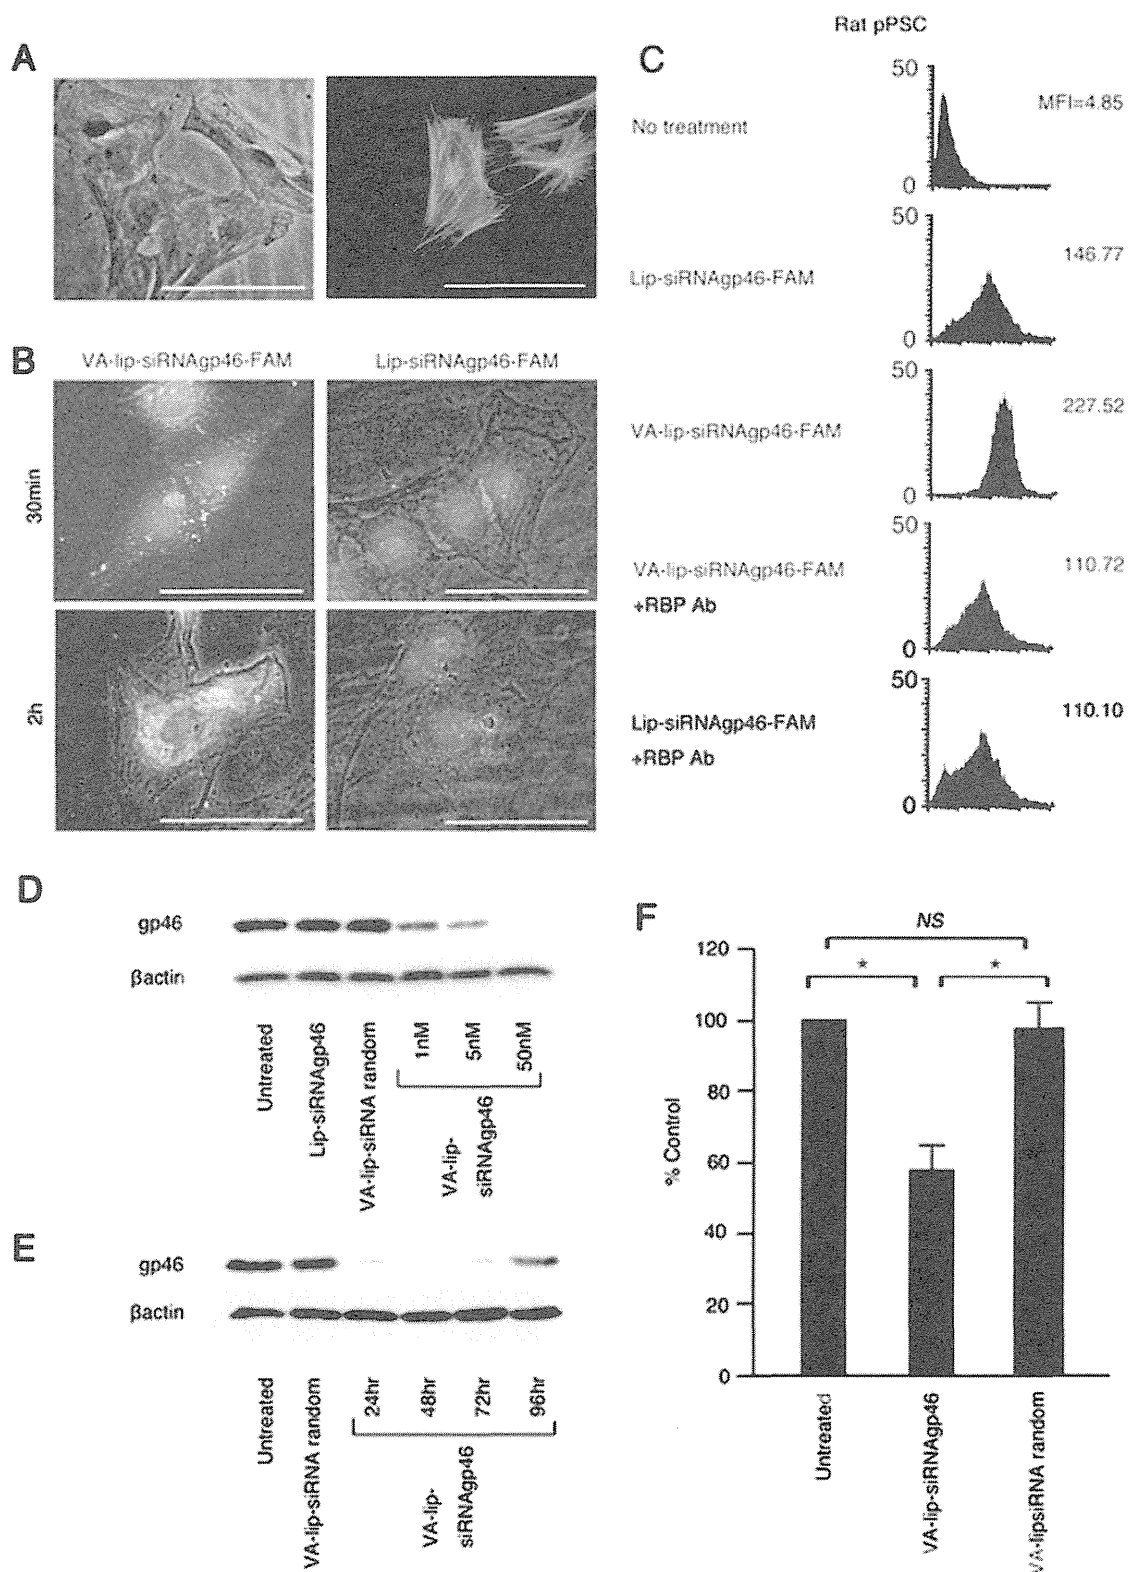 Rat pPSC
A
C
50
0
No treatment
MFI=4.85
50
0
Lip-siRNAgp46-FAM
146.77
50
0
VA-lip-siRNAgp46-FAM
227.52
50
0
VA-lip-siRNAgp46-FAM
+RBP Ab
110.72
50
0
Lip-siRNAgp46-FAM
+RBP Ab
110.10
B
VA-lip-siRNAgp46-FAM
Lip-siRNAgp46-FAM
30min
2h
D
gp46
βactin
Untreated
Lip-siRNAgp46
VA-lip-siRNA random
1nM
5nM
50nM
VA-lip-
siRNAgp46
E
gp46
βactin
Untreated
VA-lip-siRNA random
24hr
48hr
72hr
96hr
VA-lip-
siRNAgp46
F
NS
*
*
% Control
120
100
80
60
40
20
0
Untreated
VA-lip-siRNAgp46
VA-lipsiRNA random